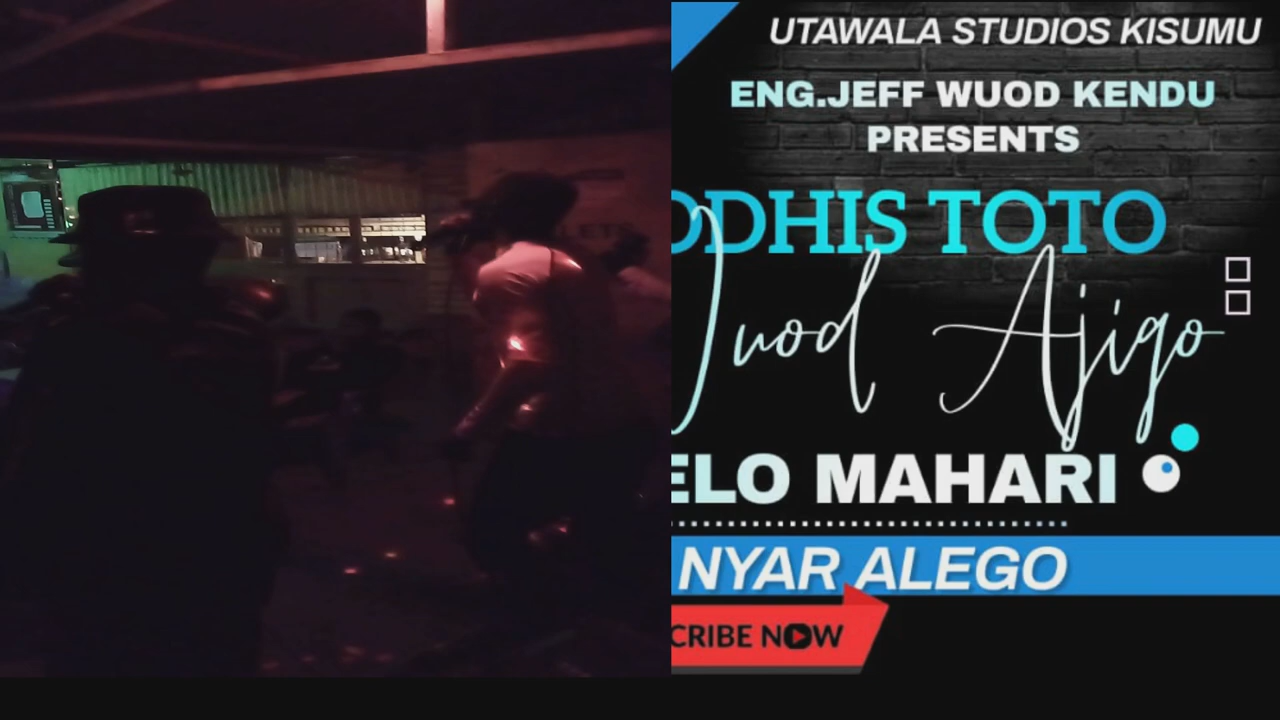 UTAWALA STUDIOS KISUMU
ENG.JEFF WUOD KENDU
PRESENTS
ODHIS TOTO
Wuod Ajigo
ELO MAHARI
NYAR ALEGO
CRIBE NOW